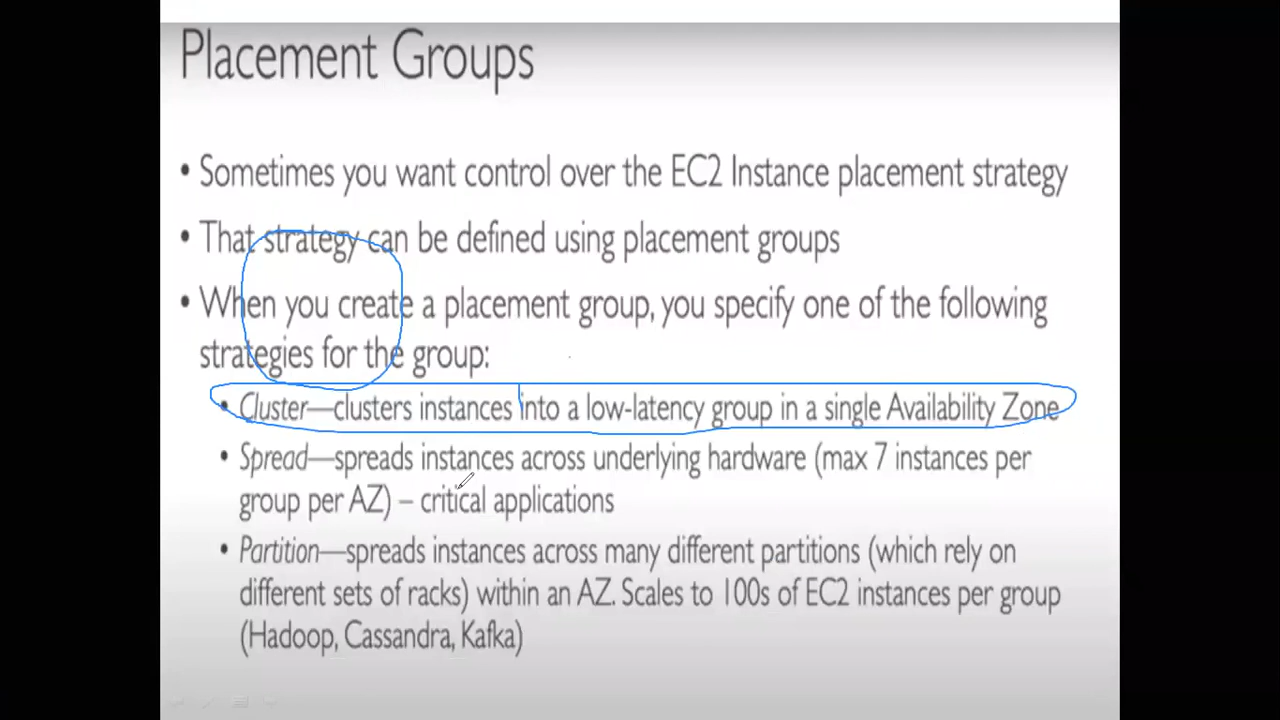 Placement Groups
• Sometimes you want control over the EC2 Instance placement strategy
• That strategy can be defined using placement groups
• When you create a placement group, you specify one of the following
strategies for the group:
• Cluster—clusters instances into a low-latency group in a single Availability Zone
• Spread—spreads instances across underlying hardware (max 7 instances per
group per AZ) – critical applications
• Partition—spreads instances across many different partitions (which rely on
different sets of racks) within an AZ. Scales to 100s of EC2 instances per group
(Hadoop, Cassandra, Kafka)